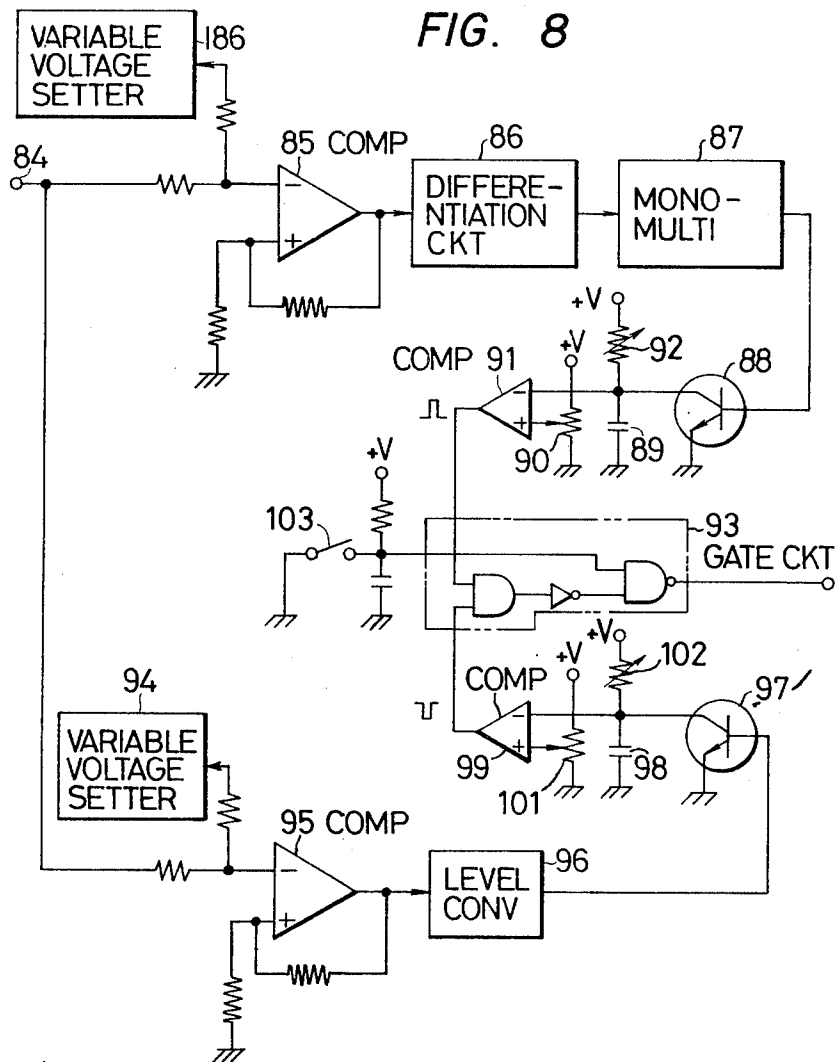 FIG. 8
VARIABLE
VOLTAGE
SETTER
186
84
85 COMP
86
DIFFERE-
NTIATION
CKT
87
MONO-
MULTI
+V
92
+V
88
COMP 91
-
+
90
89
+V
103
93
GATE CKT
+V
102
+V
97
COMP
-
+
99
101
98
94
VARIABLE
VOLTAGE
SETTER
95 COMP
-
+
96
LEVEL
CONV
-
+